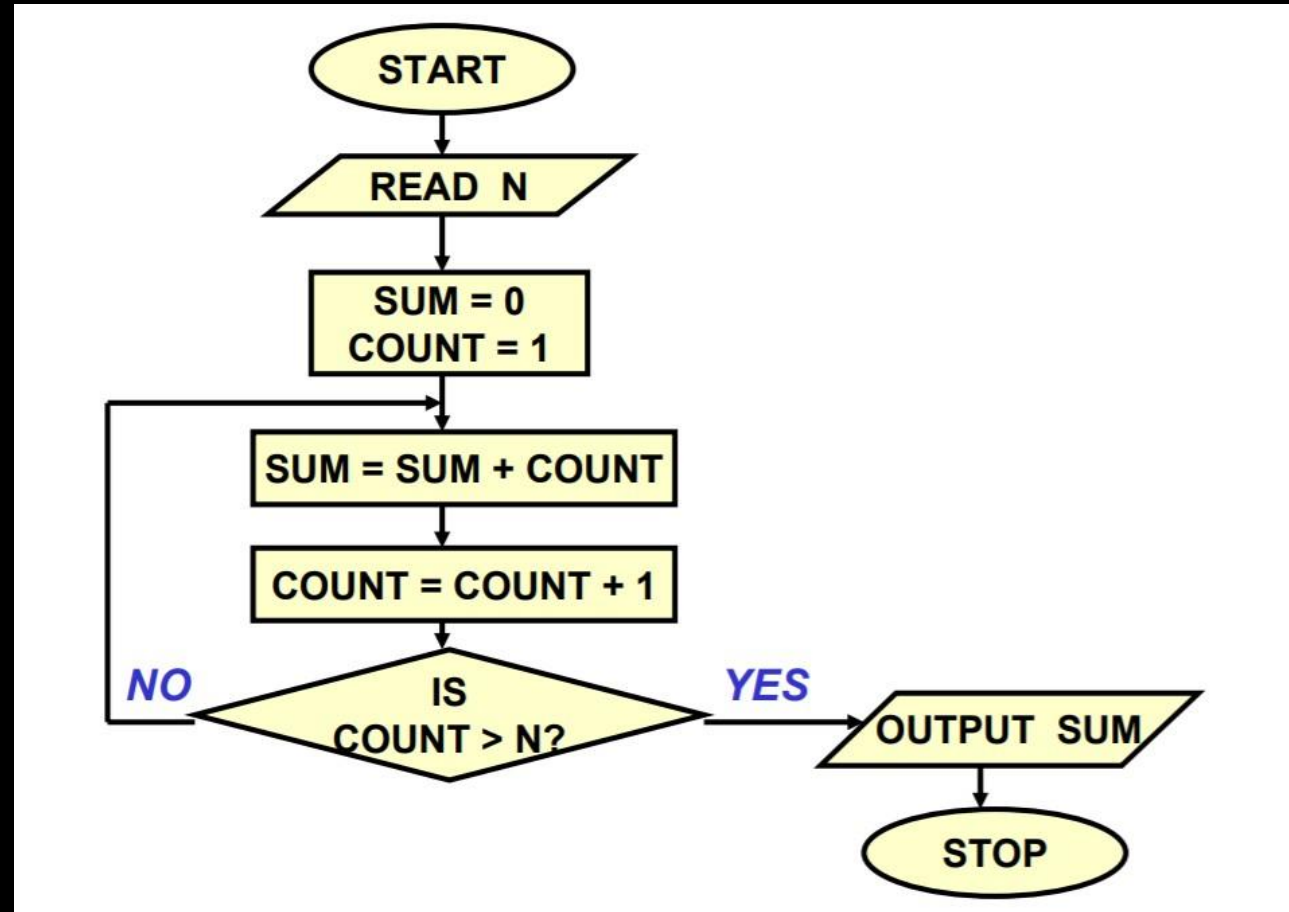 START
READ N
SUM = 0
COUNT = 1
SUM = SUM + COUNT
COUNT = COUNT + 1
NO
IS
COUNT > N?
YES
OUTPUT SUM
STOP